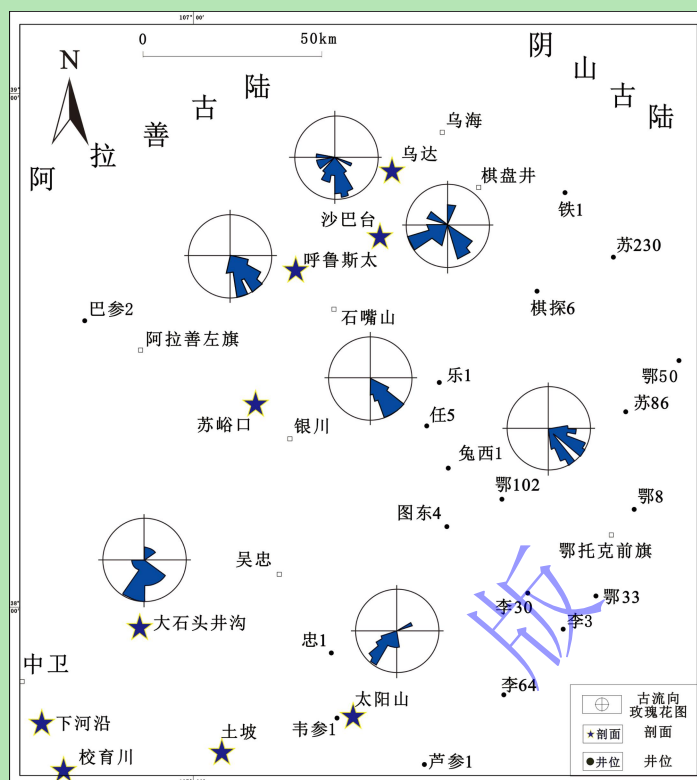 107° 00′
0 50km
N
39° 00′
阿拉善古陆
阴山古陆
乌海
乌达
棋盘井
沙巴台
铁1
呼鲁斯太
苏230
巴参2
石嘴山
棋探6
阿拉善左旗
乐1
鄂50
苏峪口
银川
任5
苏86
兔西1
鄂102
鄂8
图东4
鄂托克前旗
吴忠
李30
鄂33
大石头井沟
忠1
李3
中卫
李64
太阳山
下河沿
土坡
韦参1
校育川
芦参1
38° 00′
版
古流向
玫瑰花图
剖面 剖面
井位 井位